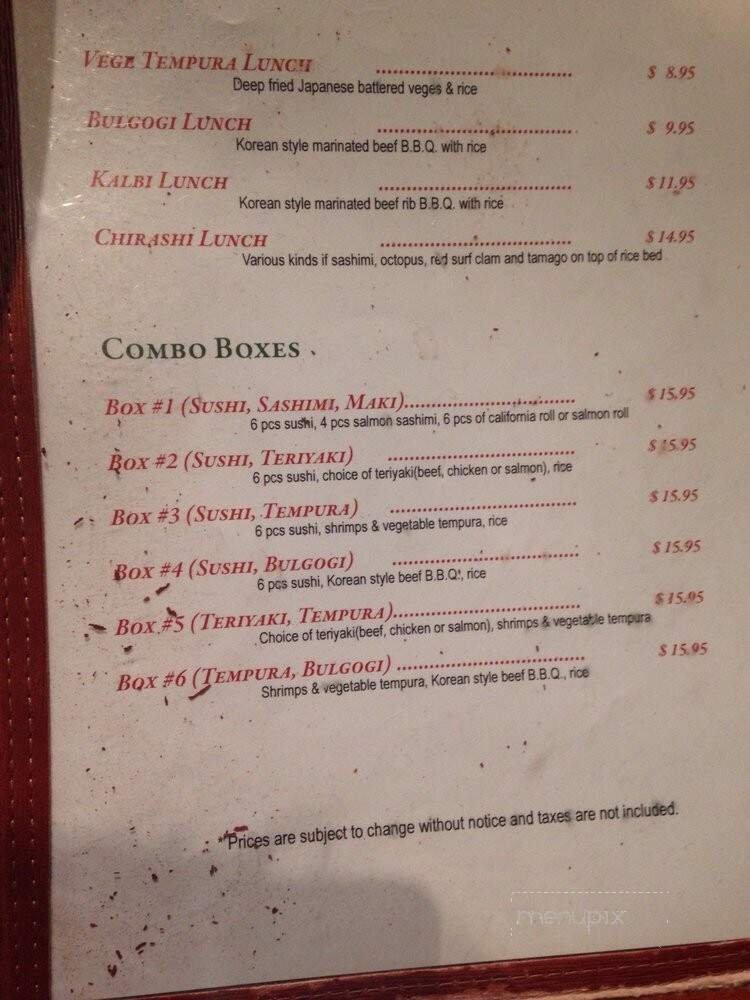 VEGE TEMPURA LUNCH ........................................ $ 8.95
Deep fried Japanese battered veges & rice
BULGOGI LUNCH ........................................ $ 9.95
Korean style marinated beef B.B.Q. with rice
KALBI LUNCH ........................................ $ 11.95
Korean style marinated beef rib B.B.Q. with rice
CHIRASHI LUNCH ........................................ $ 14.95
Various kinds if sashimi, octopus, red surf clam and tamago on top of rice bed
COMBO BOXES
BOX #1 (SUSHI, SASHIMI, MAKI)................................... $ 15.95
6 pcs sushi, 4 pcs salmon sashimi, 6 pcs of california roll or salmon roll
BOX #2 (SUSHI, TERIYAKI) ...................................... $ 15.95
6 pcs sushi, choice of teriyaki(beef, chicken or salmon), rise
BOX #3 (SUSHI, TEMPURA) ...................................... $ 15.95
6 pcs sushi, shrimps & vegetable tempura, rice
BOX #4 (SUSHI, BULGOGI) ...................................... $ 15.95
6 pcs sushi, Korean style beef B.B.Q., rice
BOX #5 (TERIYAKI, TEMPURA)...................................... $ 15.95
Choice of teriyaki(beef, chicken or salmon), shrimps & vegetable tempura
BOX #6 (TEMPURA, BULGOGI) ...................................... $ 15.95
Shrimps & vegetable tempura, Korean style beef B.B.Q., rice
*Prices are subject to change without notice and taxes are not included.
menupix